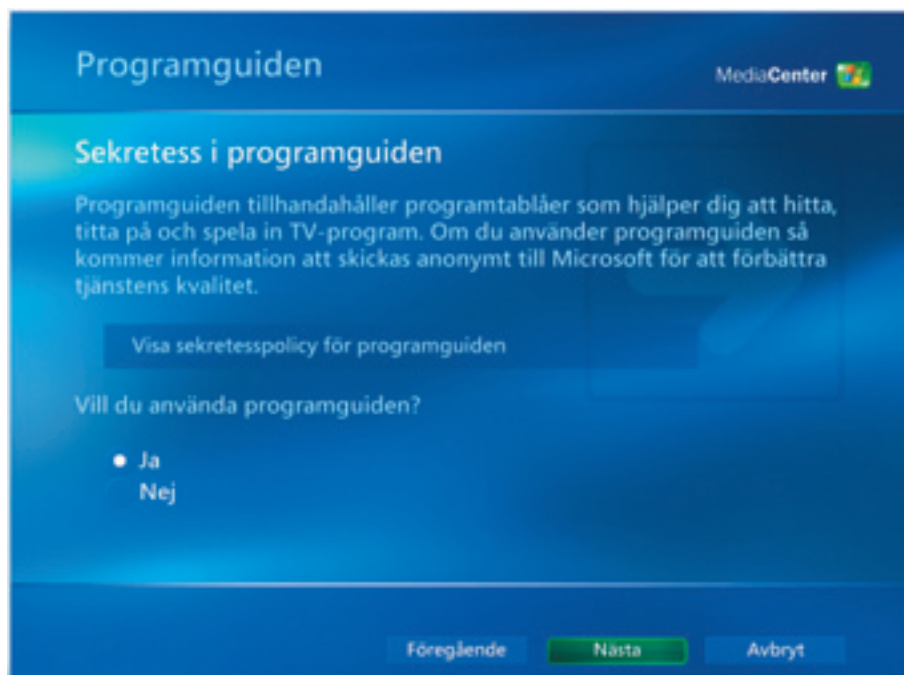 Programguiden
MediaCenter
Sekretess i programguiden
Programguiden tillhandahåller programtablåer som hjälper dig att hitta,
titta på och spela in TV-program. Om du använder programguiden så
kommer information att skickas anonymt till Microsoft för att förbättra
tjänstens kvalitet.
Visa sekretesspolicy för programguiden
Vill du använda programguiden?
Ja
Nej
Föregående
Nästa
Avbryt